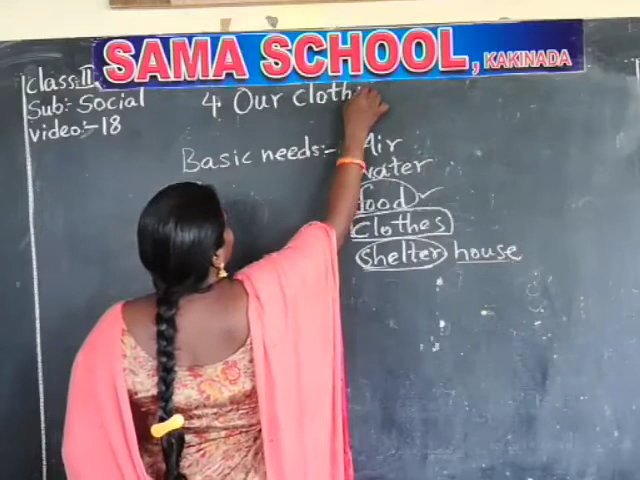 SAMA SCHOOL, KAKINADA
Class: II
Sub:- Social
video:-18
4 Our cloth
Basic needs:- Air
water
food ✓
Clothes
shelter house